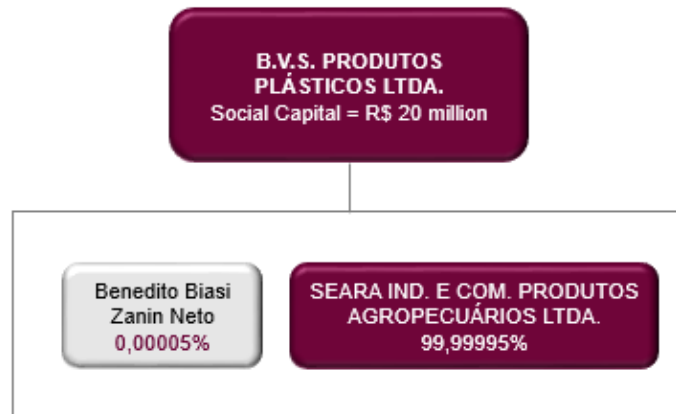 B.V.S. PRODUTOS
PLÁSTICOS LTDA.
Social Capital = R$ 20 million
Benedito Biasi
Zanin Neto
0,00005%
SEARA IND. E COM. PRODUTOS
AGROPECUÁRIOS LTDA.
99,99995%